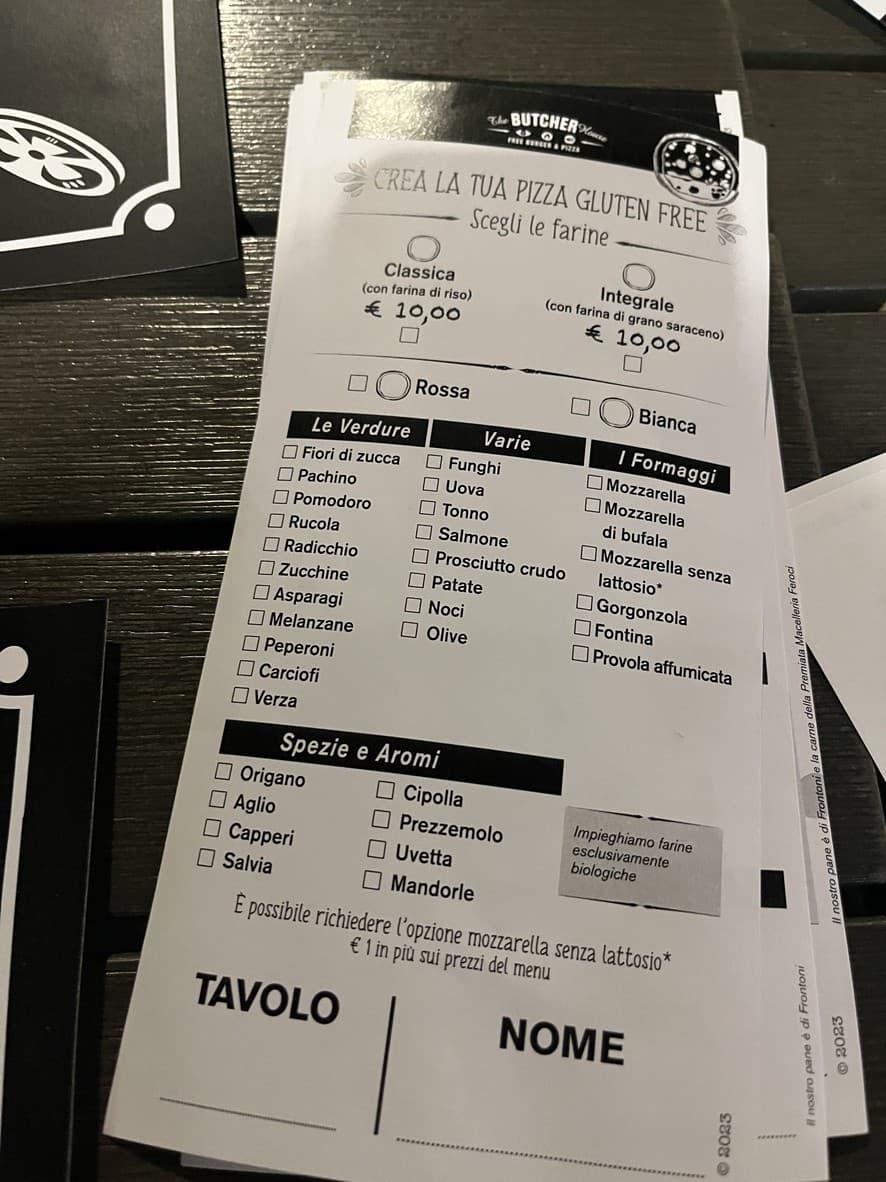 The BUTCHER House
FREE BURGER & PIZZA
CREA LA TUA PIZZA GLUTEN FREE
Scegli le farine
Classica
(con farina di riso)
€ 10,00
Integrale
(con farina di grano saraceno)
€ 10,00
Rossa
Bianca
Le Verdure
Fiori di zucca
Pachino
Pomodoro
Rucola
Radicchio
Zucchine
Asparagi
Melanzane
Peperoni
Carciofi
Verza
Varie
Funghi
Uova
Tonno
Salmone
Prosciutto crudo
Patate
Noci
Olive
I Formaggi
Mozzarella
Mozzarella
di bufala
Mozzarella senza
lattosio*
Gorgonzola
Fontina
Provola affumicata
Spezie e Aromi
Origano
Aglio
Capperi
Salvia
Cipolla
Prezzemolo
Uvetta
Mandorle
Impieghiamo farine
esclusivamente
biologiche
È possibile richiedere l'opzione mozzarella senza lattosio*
€ 1 in più sui prezzi del menu
TAVOLO
NOME
© 2023
Il nostro pane è di Frontoni
Il nostro pane è di Frontoni e la carne della Premiata Macelleria Feroci
© 2023